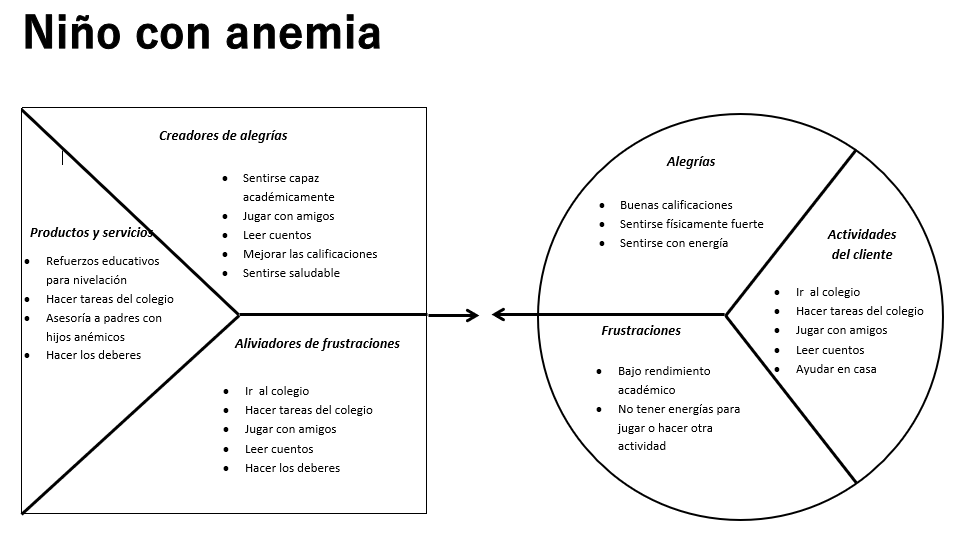 Niño con anemia
Creadores de alegrías
• Sentirse capaz
académicamente
• Jugar con amigos
• Leer cuentos
• Mejorar las calificaciones
• Sentirse saludable
Productos y servicios
• Refuerzos educativos
para nivelación
• Hacer tareas del colegio
• Asesoría a padres con
hijos anémicos
• Hacer los deberes
Aliviadores de frustraciones
• Ir al colegio
• Hacer tareas del colegio
• Jugar con amigos
• Leer cuentos
• Hacer los deberes
Alegrías
• Buenas calificaciones
• Sentirse físicamente fuerte
• Sentirse con energía
Actividades
del cliente
• Ir al colegio
• Hacer tareas del colegio
• Jugar con amigos
• Leer cuentos
• Ayudar en casa
Frustraciones
• Bajo rendimiento
académico
• No tener energías para
jugar o hacer otra
actividad